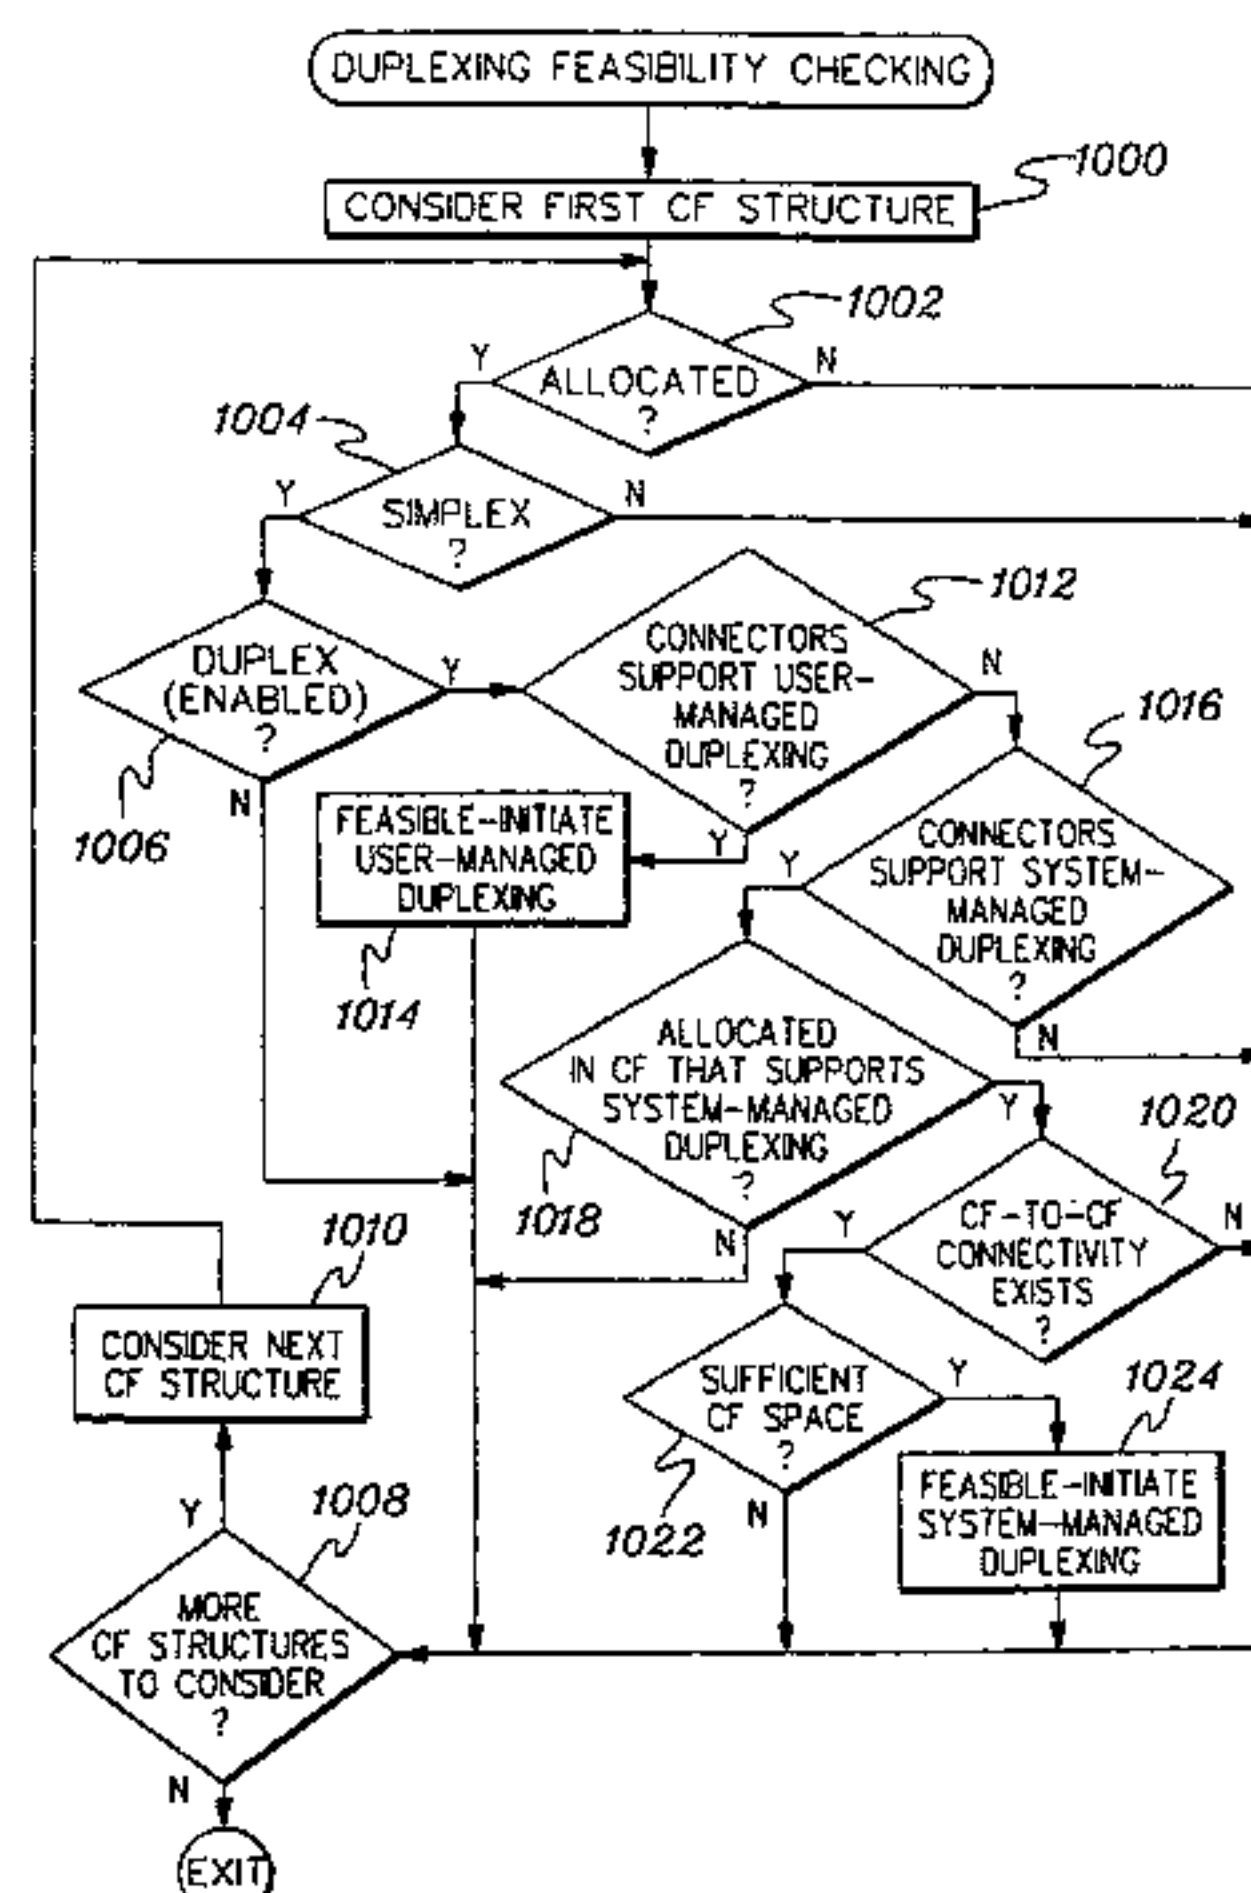 DUPLEXING FEASIBILITY CHECKING
1000
CONSIDER FIRST CF STRUCTURE
1002
Y
N
ALLOCATED
?
1004
Y
N
SIMPLEX
?
1012
CONNECTORS
SUPPORT USER-
MANAGED
DUPLEXING
?
N
DUPLEX
(ENABLED)
?
Y
1006
N
1016
FEASIBLE-INITIATE
USER-MANAGED
DUPLEXING
Y
1014
CONNECTORS
SUPPORT SYSTEM-
MANAGED
DUPLEXING
?
Y
N
ALLOCATED
IN CF THAT SUPPORTS
SYSTEM-MANAGED
DUPLEXING
?
Y
1018
N
1020
CF-TO-CF
CONNECTIVITY
EXISTS
?
Y
N
1010
CONSIDER NEXT
CF STRUCTURE
SUFFICIENT
CF SPACE
?
Y
1022
N
1024
FEASIBLE-INITIATE
SYSTEM-MANAGED
DUPLEXING
Y
1008
MORE
CF STRUCTURES
TO CONSIDER
?
N
EXIT